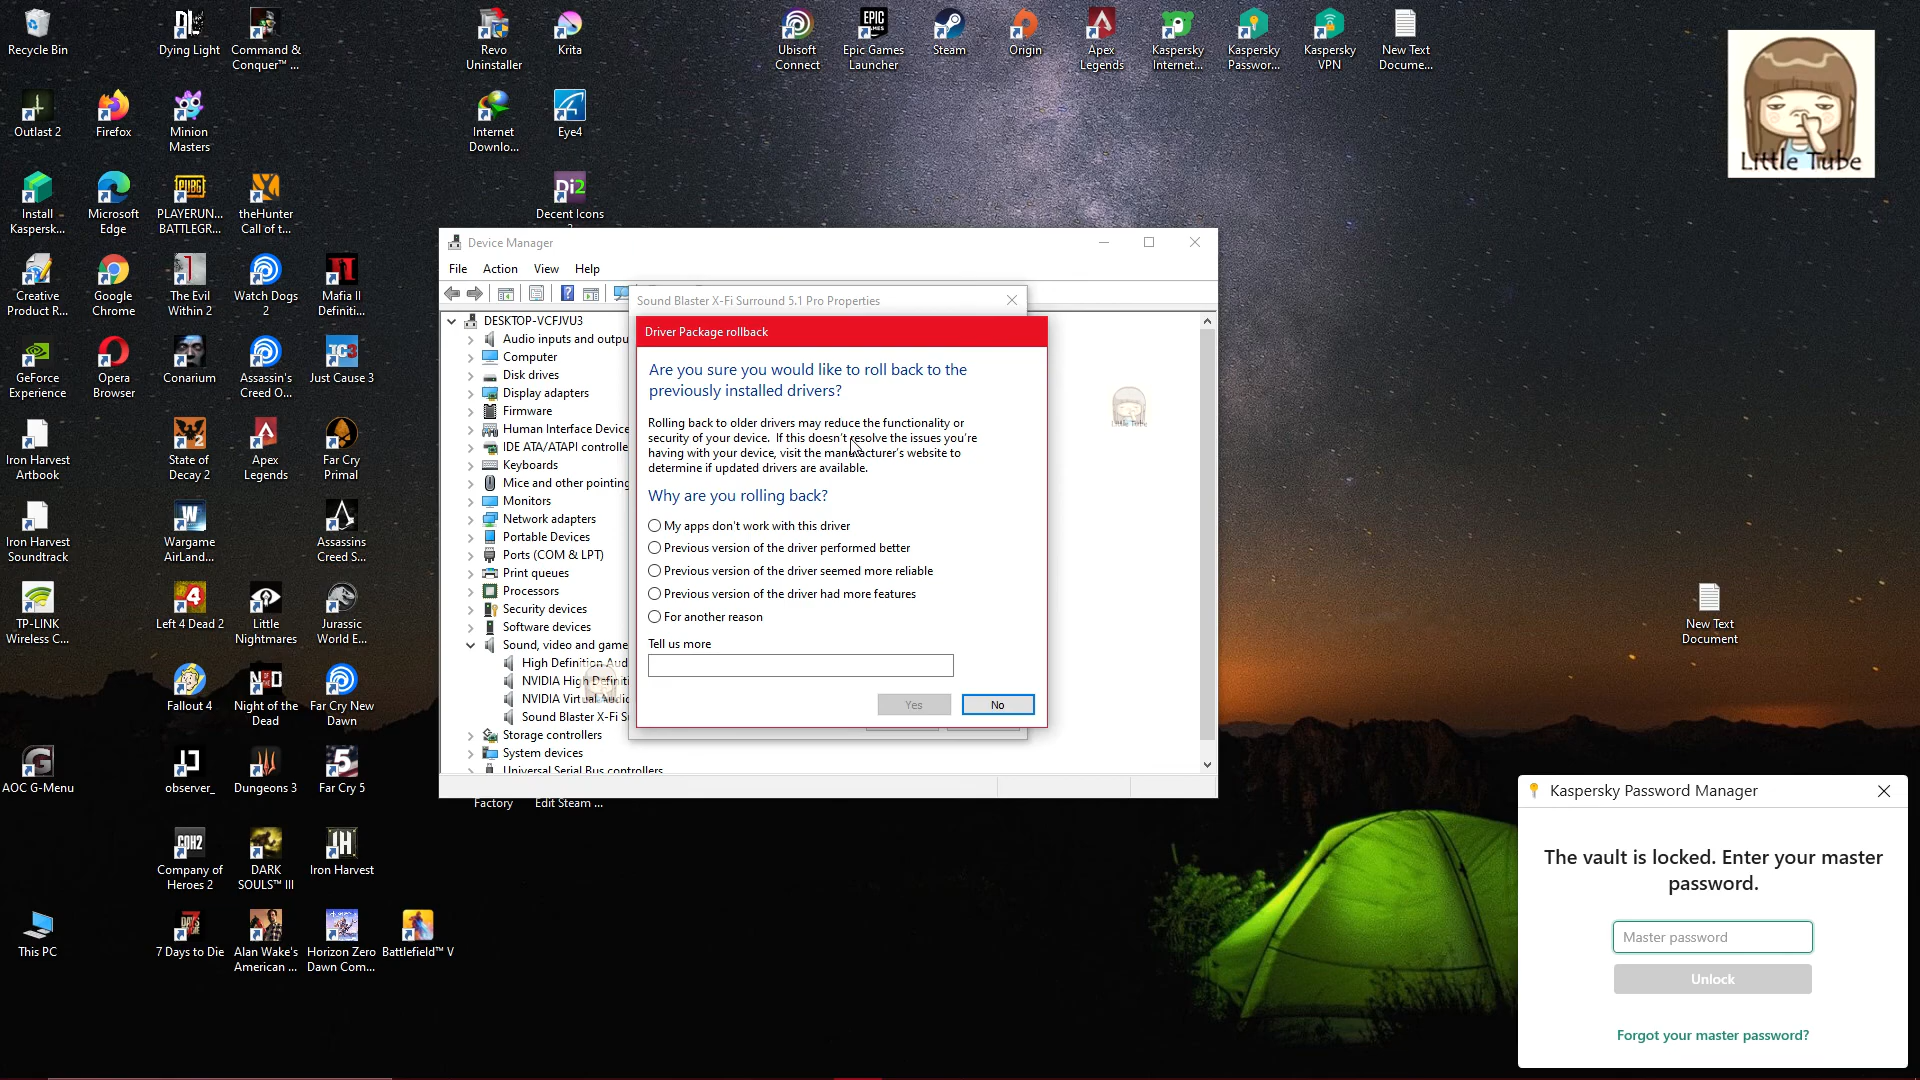 Recycle Bin
Dying Light
Command &
Conquer™ ...
Revo
Uninstaller
Krita
Ubisoft
Connect
Epic Games
Launcher
Steam
Origin
Apex
Legends
Kaspersky
Internet...
Kaspersky
Passwor...
Kaspersky
VPN
New Text
Docume...
Little Tube
Outlast 2
Firefox
Minion
Masters
Internet
Downlo...
Eye4
Install
Kaspersk...
Microsoft
Edge
PLAYERUN...
BATTLEGR...
theHunter
Call of t...
Decent Icons
Creative
Product R...
Google
Chrome
The Evil
Within 2
Watch Dogs
2
Mafia II
Definiti...
GeForce
Experience
Opera
Browser
Conarium
Assassin's
Creed O...
Just Cause 3
Iron Harvest
Artbook
State of
Decay 2
Apex
Legends
Far Cry
Primal
Iron Harvest
Soundtrack
Wargame
AirLand...
Assassins
Creed S...
TP-LINK
Wireless C...
Left 4 Dead 2
Little
Nightmares
Jurassic
World E...
Fallout 4
Night of the
Dead
Far Cry New
Dawn
AOC G-Menu
observer_
Dungeons 3
Far Cry 5
Company of
Heroes 2
DARK
SOULS™ III
Iron Harvest
This PC
7 Days to Die
Alan Wake's
American ...
Horizon Zero
Dawn Com...
Battlefield™ V
Factory
Edit Steam ...
New Text
Document
Device Manager
File Action View Help
DESKTOP-VCFJVU3
Audio inputs and outpu
Computer
Disk drives
Display adapters
Firmware
Human Interface Device
IDE ATA/ATAPI controlle
Keyboards
Mice and other pointing
Monitors
Network adapters
Portable Devices
Ports (COM & LPT)
Print queues
Processors
Security devices
Software devices
Sound, video and game
High Definition Aud
NVIDIA High Definiti
NVIDIA Virtual Audio
Sound Blaster X-Fi S
Storage controllers
System devices
Universal Serial Bus controllers
Sound Blaster X-Fi Surround 5.1 Pro Properties
Driver Package rollback
Are you sure you would like to roll back to the
previously installed drivers?
Rolling back to older drivers may reduce the functionality or
security of your device. If this doesn't resolve the issues you're
having with your device, visit the manufacturer's website to
determine if updated drivers are available.
Why are you rolling back?
My apps don't work with this driver
Previous version of the driver performed better
Previous version of the driver seemed more reliable
Previous version of the driver had more features
For another reason
Tell us more
Yes
No
Kaspersky Password Manager
The vault is locked. Enter your master
password.
Master password
Unlock
Forgot your master password?